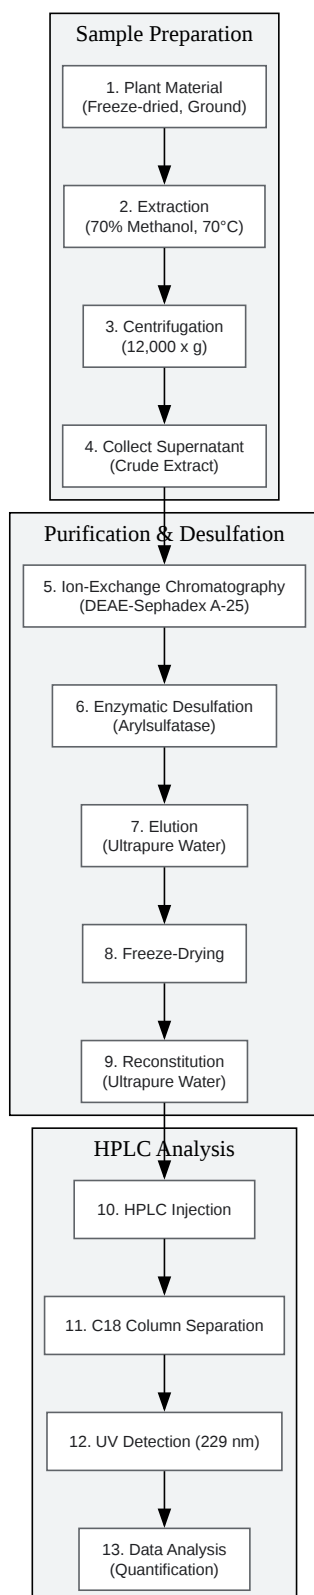 Sample Preparation
1. Plant Material
(Freeze-dried, Ground)
2. Extraction
(70% Methanol, 70°C)
3. Centrifugation
(12,000 x g)
4. Collect Supernatant
(Crude Extract)
Purification & Desulfation
5. Ion-Exchange Chromatography
(DEAE-Sephadex A-25)
6. Enzymatic Desulfation
(Arylsulfatase)
7. Elution
(Ultrapure Water)
8. Freeze-Drying
9. Reconstitution
(Ultrapure Water)
HPLC Analysis
10. HPLC Injection
11. C18 Column Separation
12. UV Detection (229 nm)
13. Data Analysis
(Quantification)